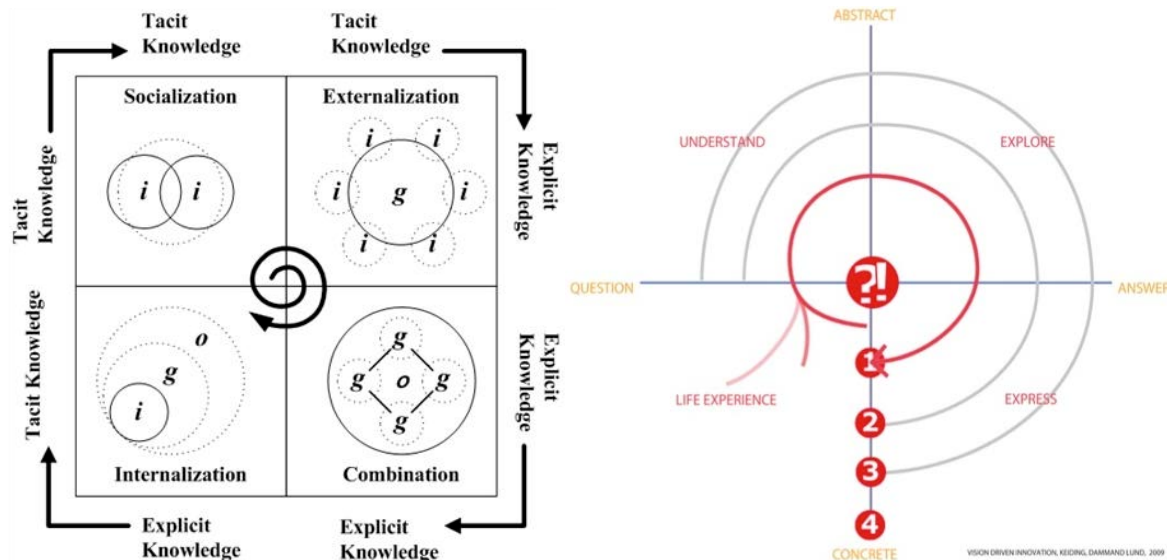 Tacit
Knowledge
Tacit
Knowledge
Socialization
Externalization
Tacit
Knowledge
i
i
i
i
i
g
i
i
i
Explicit
Knowledge
Tacit Knowledge
o
g
i
g
g
o
g
g
Explicit
Knowledge
Internalization
Combination
Explicit
Knowledge
Explicit
Knowledge
ABSTRACT
UNDERSTAND
EXPLORE
QUESTION
?!
ANSWER
1
LIFE EXPERIENCE
EXPRESS
2
3
4
CONCRETE
VISION DRIVEN INNOVATION, KEIDING, DAMMAND LUND, 2009